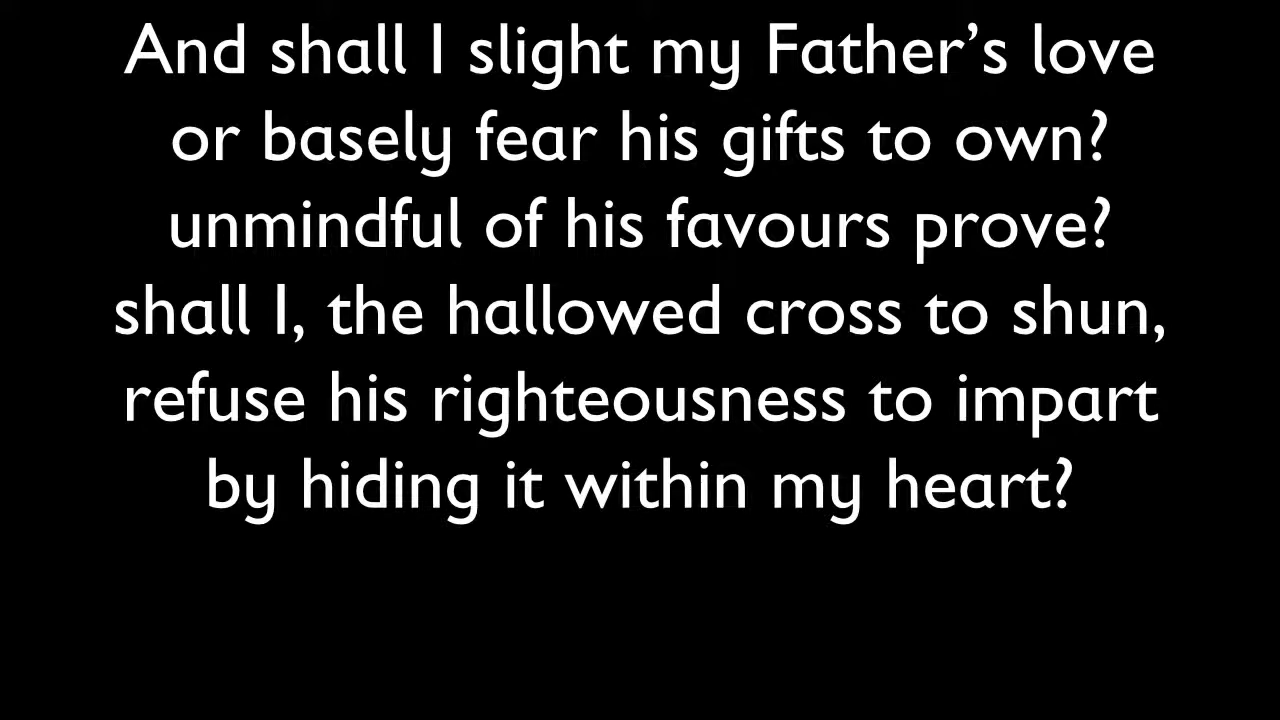 And shall I slight my Father’s love
or basely fear his gifts to own?
unmindful of his favours prove?
shall I, the hallowed cross to shun,
refuse his righteousness to impart
by hiding it within my heart?